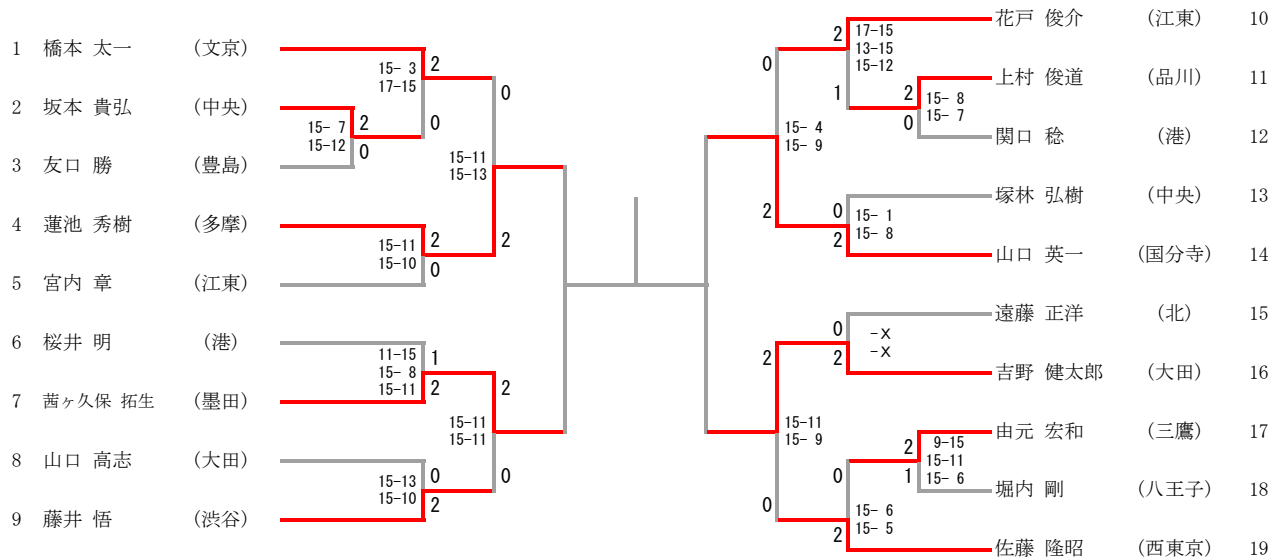 1 橋本 太一 (文京)
2 坂本 貴弘 (中央)
3 友口 勝 (豊島)
4 蓮池 秀樹 (多摩)
5 宮内 章 (江東)
6 桜井 明 (港)
7 茜ヶ久保 拓生 (墨田)
8 山口 高志 (大田)
9 藤井 悟 (渋谷)
15- 3
17-15
2
0
15- 7
15-12
2
0
0
15-11
15-13
2
15-11
15-10
2
0
11-15
15- 8
15-11
1
2
2
15-11
15-11
0
15-13
15-10
0
2
花戸 俊介 (江東) 10
上村 俊道 (品川) 11
関口 稔 (港) 12
塚林 弘樹 (中央) 13
山口 英一 (国分寺) 14
遠藤 正洋 (北) 15
吉野 健太郎 (大田) 16
由元 宏和 (三鷹) 17
堀内 剛 (八王子) 18
佐藤 隆昭 (西東京) 19
2
17-15
13-15
15-12
1
2
15- 8
15- 7
0
0
15- 4
15- 9
2
0
15- 1
15- 8
2
0
-X
-X
2
2
15-11
15- 9
0
2
9-15
15-11
15- 6
1
0
15- 6
15- 5
2